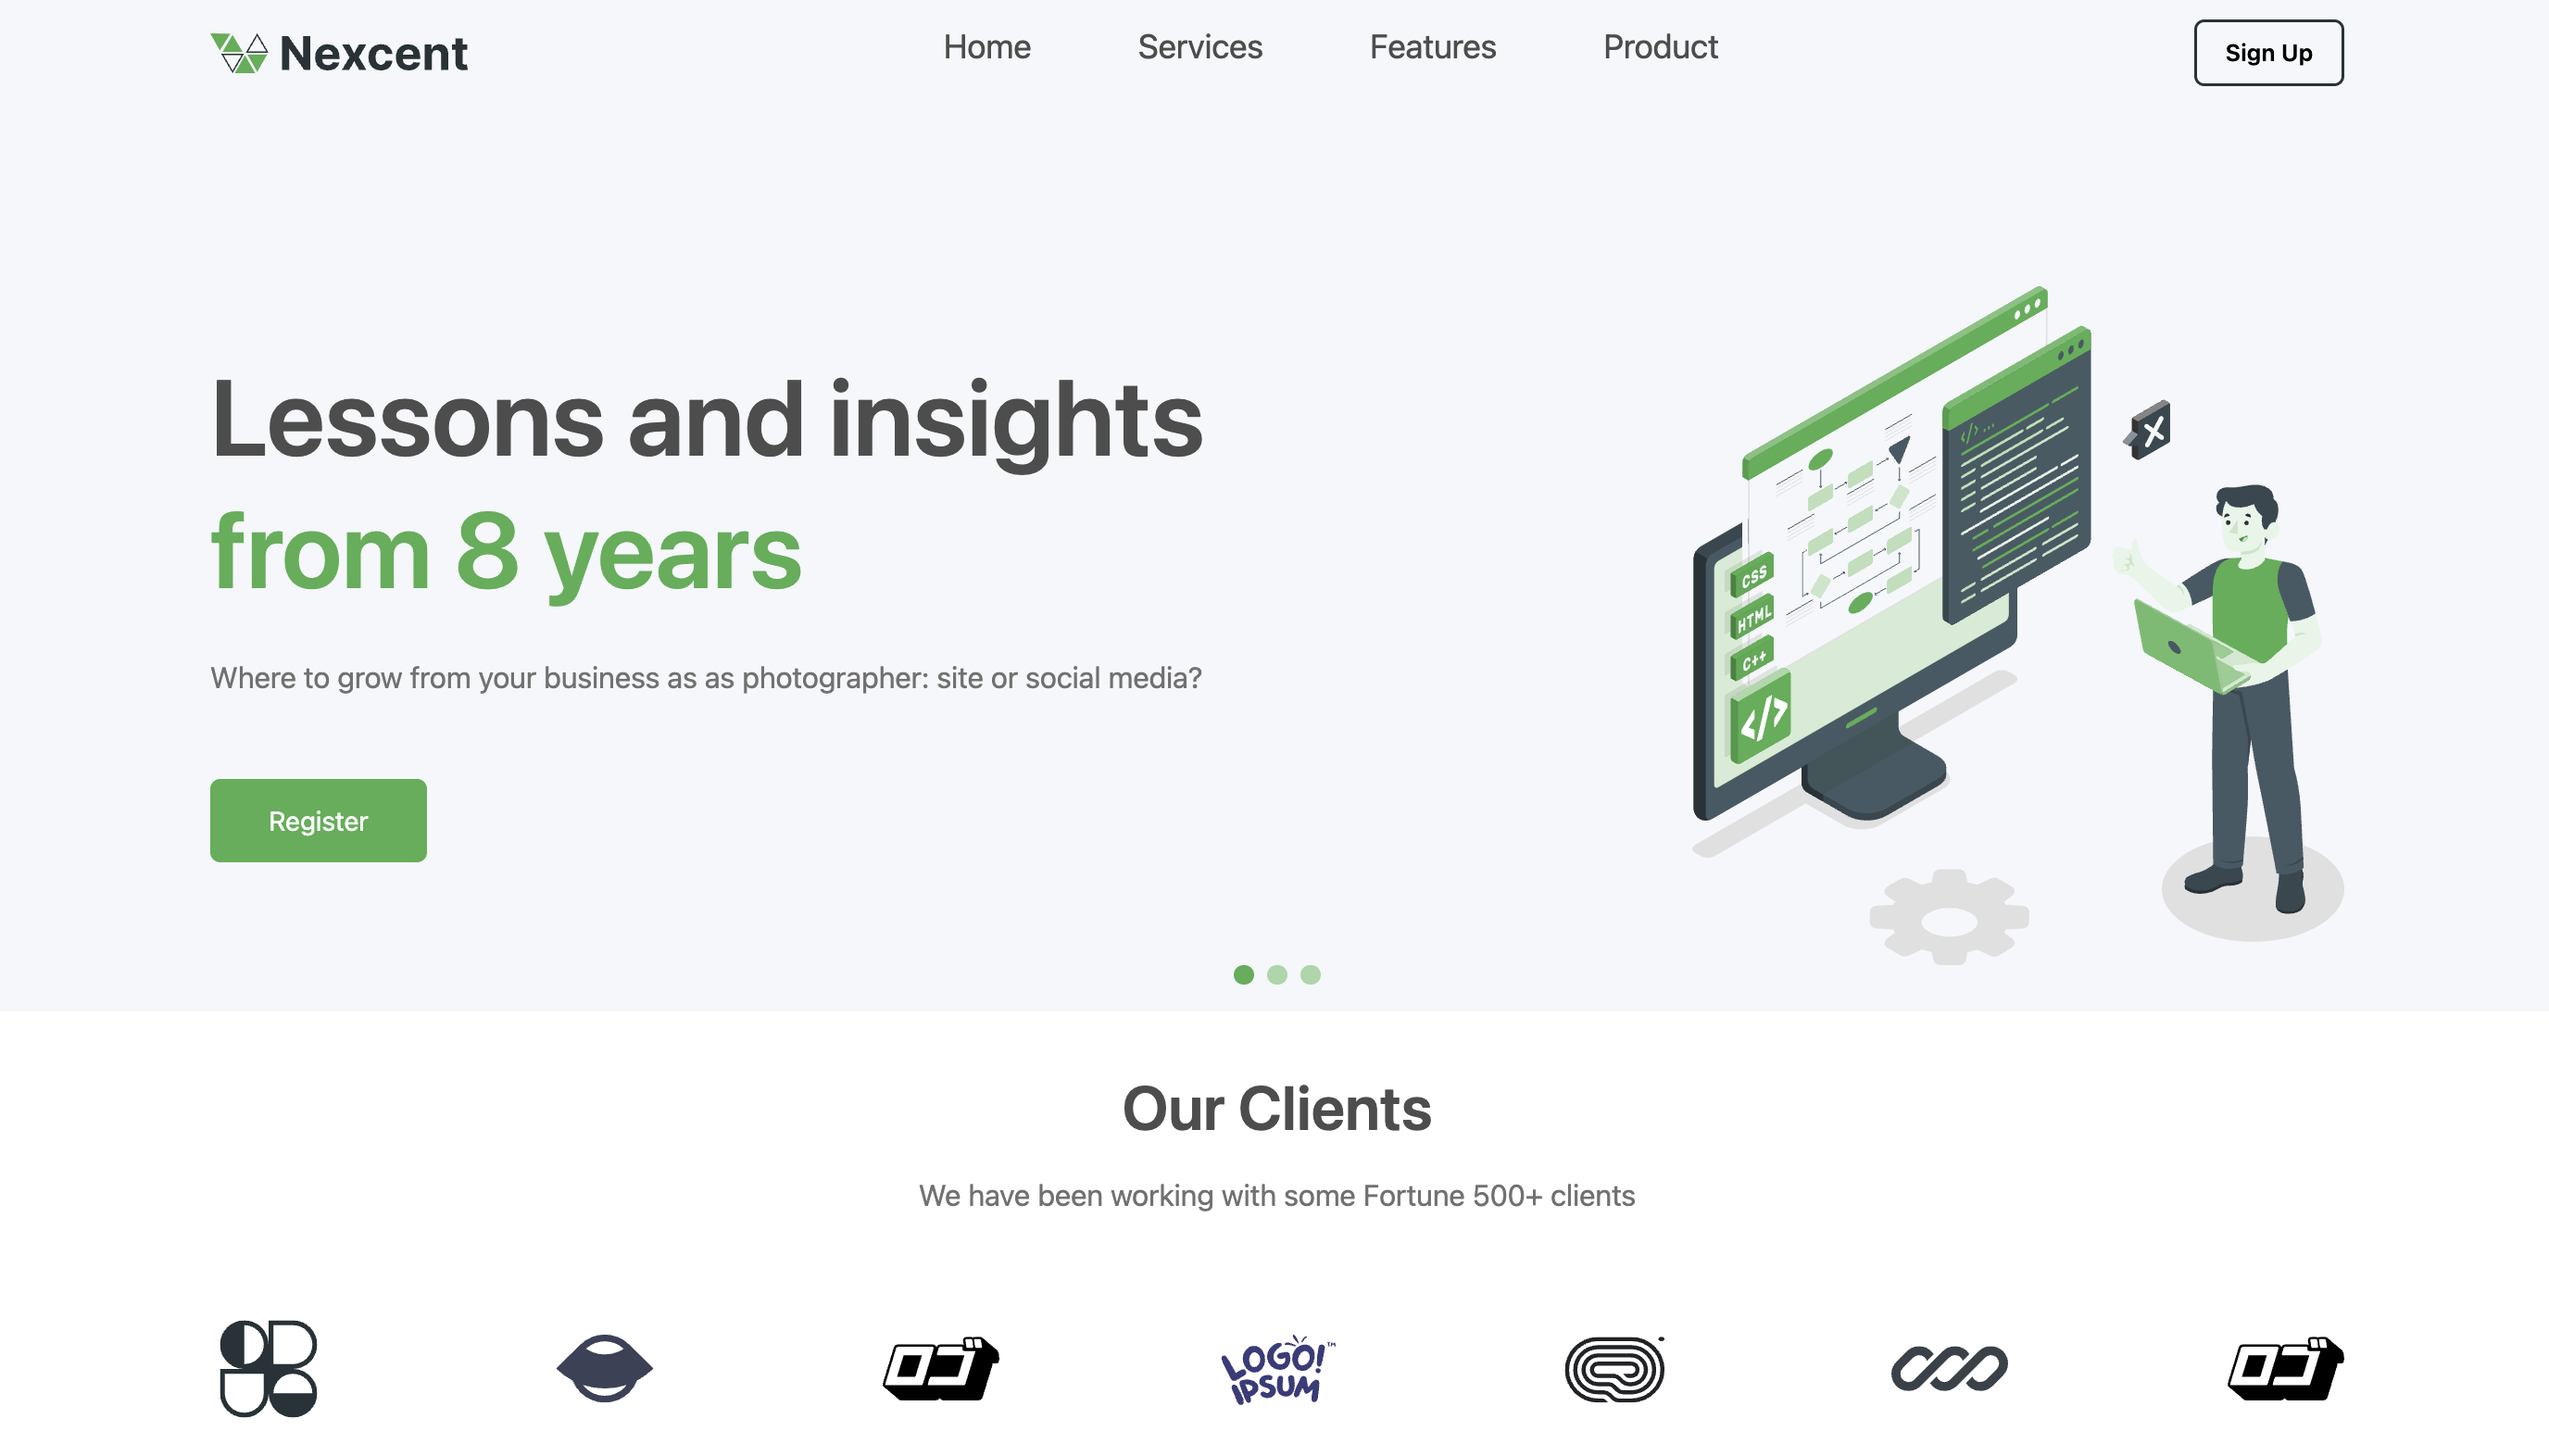 Nexcent
Home
Services
Features
Product
Sign Up
Lessons and insights
from 8 years
Where to grow from your business as as photographer: site or social media?
Register
CSS
HTML
C++
</>
</> ...
X
Our Clients
We have been working with some Fortune 500+ clients
LOGO!™
IPSUM